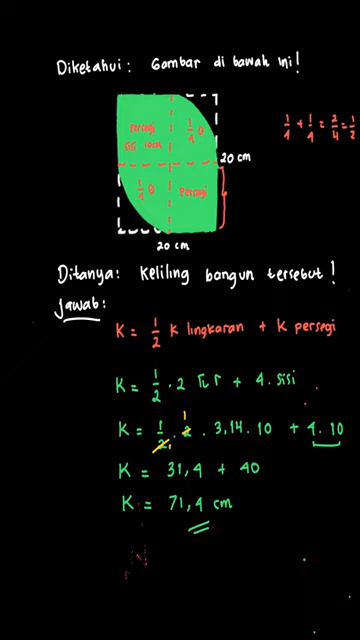 Diketahui : Gambar di bawah ini!
Persegi
sisi 10cm
1/4 O
1/4 + 1/4 = 2/4 = 1/2
20 cm
1/4 O
Persegi
20 cm
Ditanya: Keliling bangun tersebut!
Jawab:
K = 1/2 K lingkaran + K persegi
K = 1/2 . 2 π r + 4. sisi
K = 1/2 . 2 . 3,14 . 10 + 4 . 10
1
1
K = 31,4 + 40
K = 71,4 cm